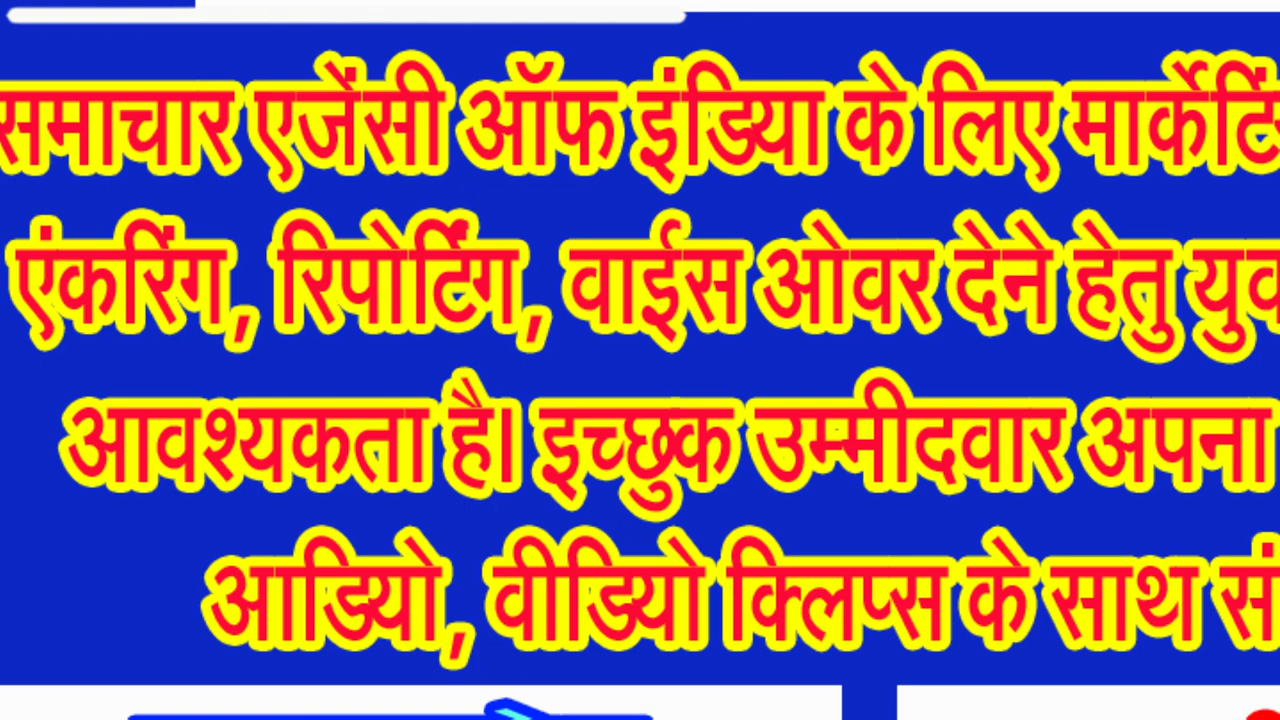 समाचार एजेंसी ऑफ इंडिया के लिए
एंकरिंग, रिपोर्टिंग, वाईस ओवर देने हेतु
आवश्यकता है। इच्छुक उम्मीदवार अपना
आडियो, वीडियो क्लिप्स के साथ